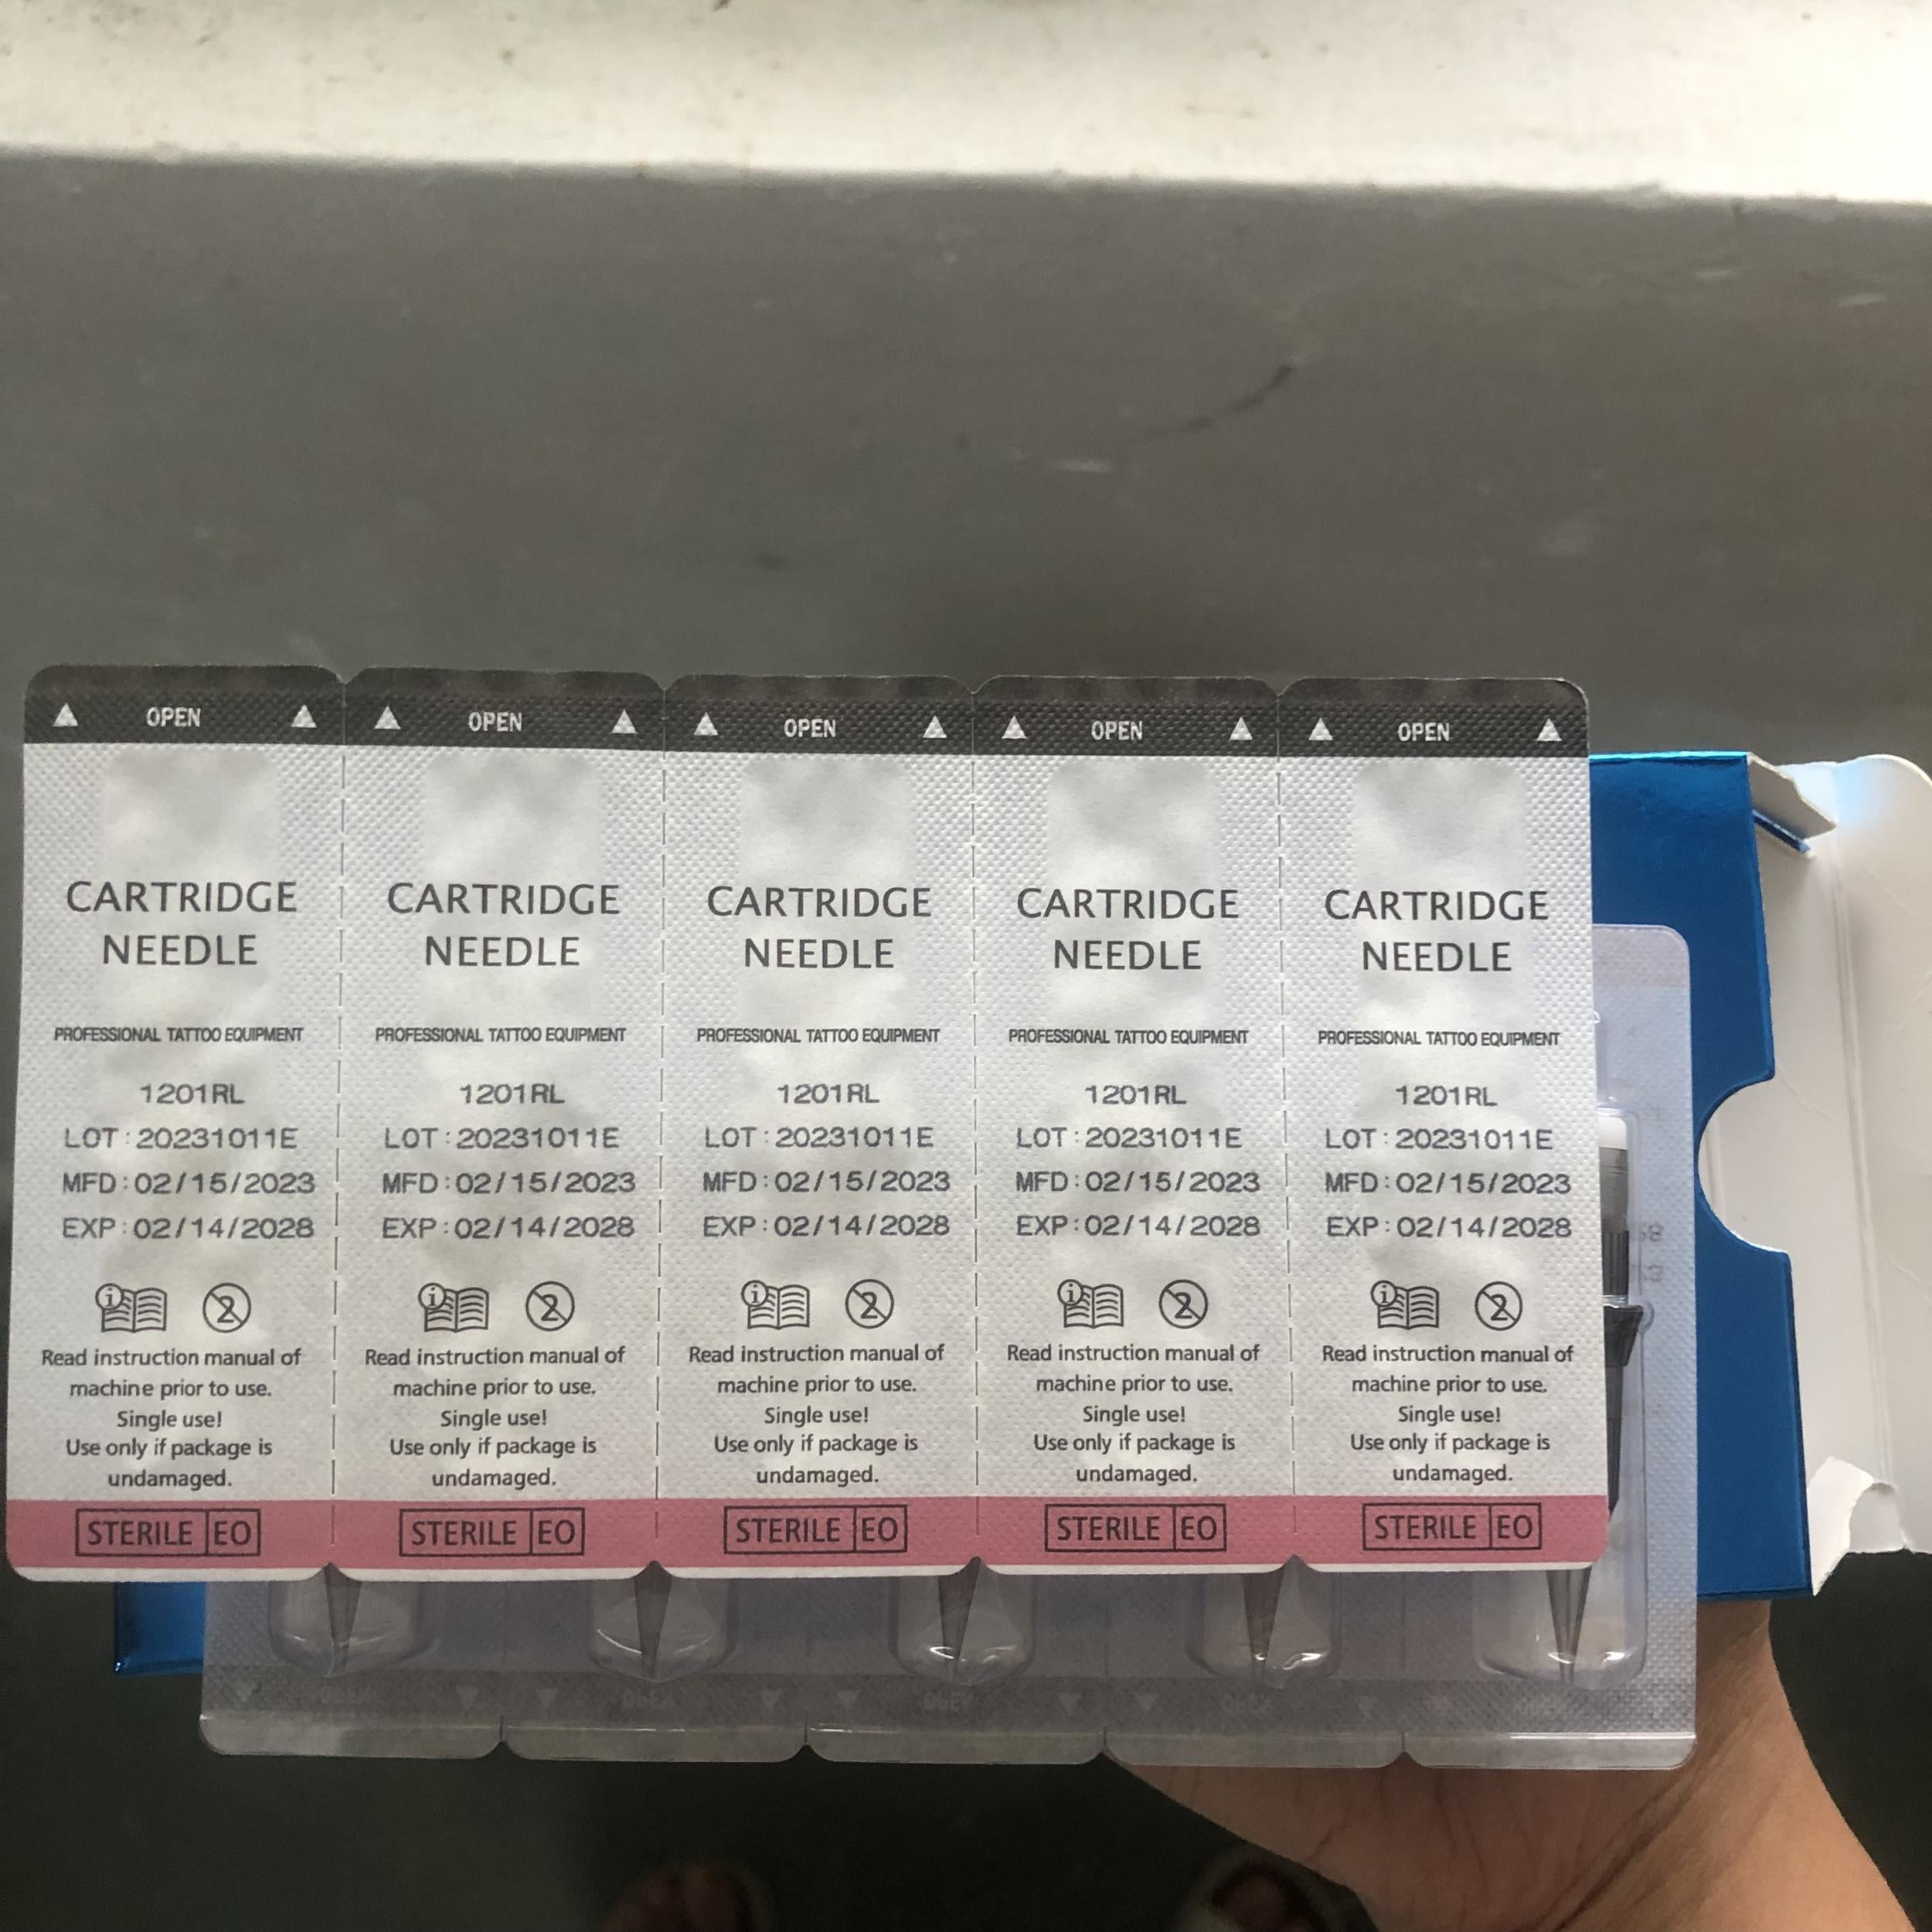 OPEN
CARTRIDGE
NEEDLE
PROFESSIONAL TATTOO EQUIPMENT
1201RL
LOT:20231011E
MFD:02/15/2023
EXP:02/14/2028
Read instruction manual of
machine prior to use.
Single use!
Use only if package is
undamaged.
STERILE EO
OPEN
CARTRIDGE
NEEDLE
PROFESSIONAL TATTOO EQUIPMENT
1201RL
LOT:20231011E
MFD:02/15/2023
EXP:02/14/2028
Read instruction manual of
machine prior to use.
Single use!
Use only if package is
undamaged.
STERILE EO
OPEN
CARTRIDGE
NEEDLE
PROFESSIONAL TATTOO EQUIPMENT
1201RL
LOT:20231011E
MFD:02/15/2023
EXP:02/14/2028
Read instruction manual of
machine prior to use.
Single use!
Use only if package is
undamaged.
STERILE EO
OPEN
CARTRIDGE
NEEDLE
PROFESSIONAL TATTOO EQUIPMENT
1201RL
LOT:20231011E
MFD:02/15/2023
EXP:02/14/2028
Read instruction manual of
machine prior to use.
Single use!
Use only if package is
undamaged.
STERILE EO
OPEN
CARTRIDGE
NEEDLE
PROFESSIONAL TATTOO EQUIPMENT
1201RL
LOT:20231011E
MFD:02/15/2023
EXP:02/14/2028
Read instruction manual of
machine prior to use.
Single use!
Use only if package is
undamaged.
STERILE EO